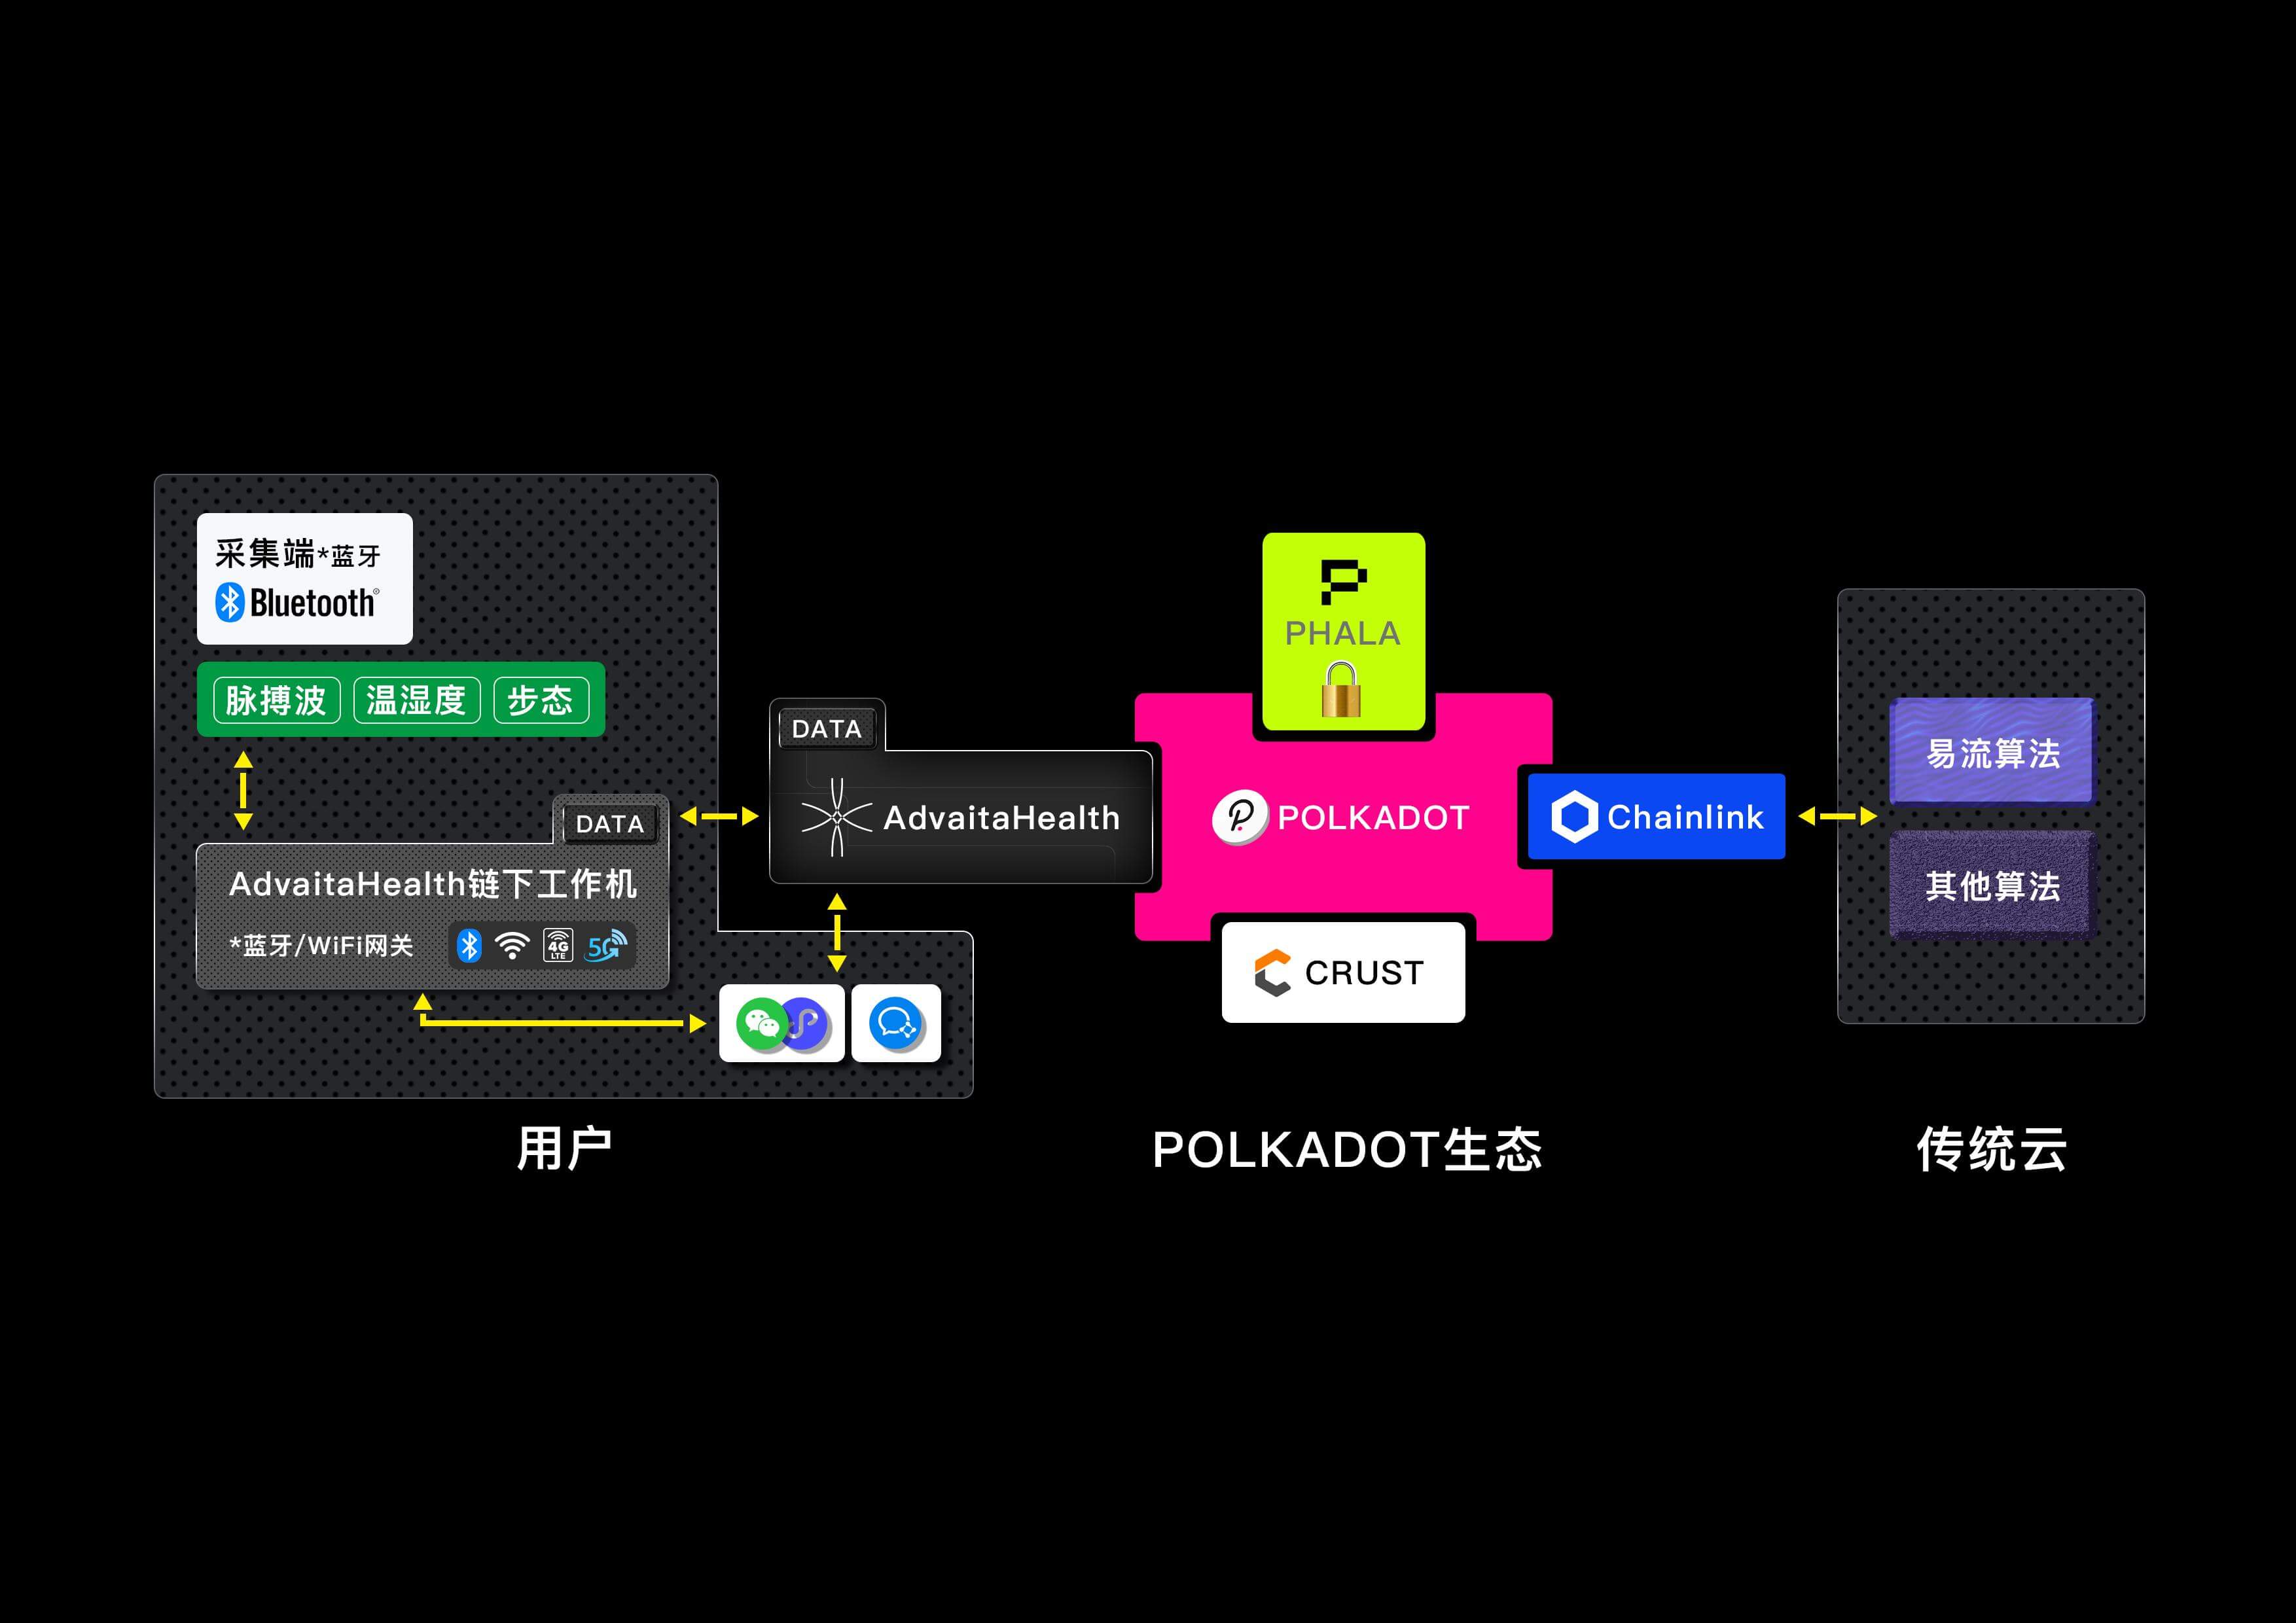 采集端*蓝牙
Bluetooth®
脉搏波 温湿度 步态
DATA
AdvaitaHealth链下工作机
*蓝牙/WiFi网关
4G
LTE
5G
用户
DATA
AdvaitaHealth
PHALA
POLKADOT
Chainlink
CRUST
POLKADOT生态
易流算法
其他算法
传统云